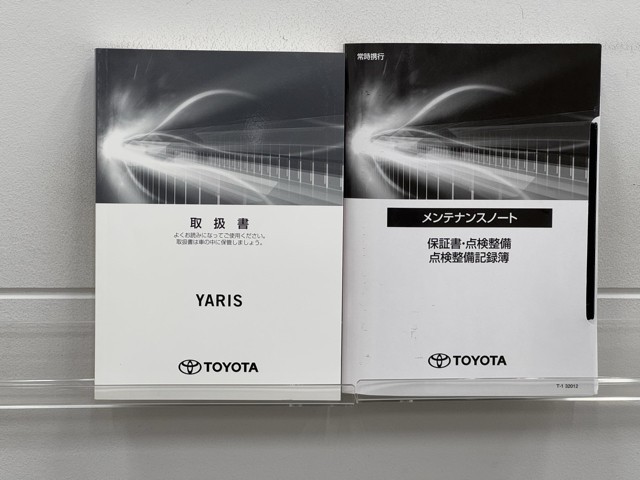 取扱書
よくお読みになってご使用ください。
取扱書は車の中に保管しましょう。
YARIS
TOYOTA
常時携行
メンテナンスノート
保証書・点検整備
点検整備記録簿
TOYOTA
T-1 52012